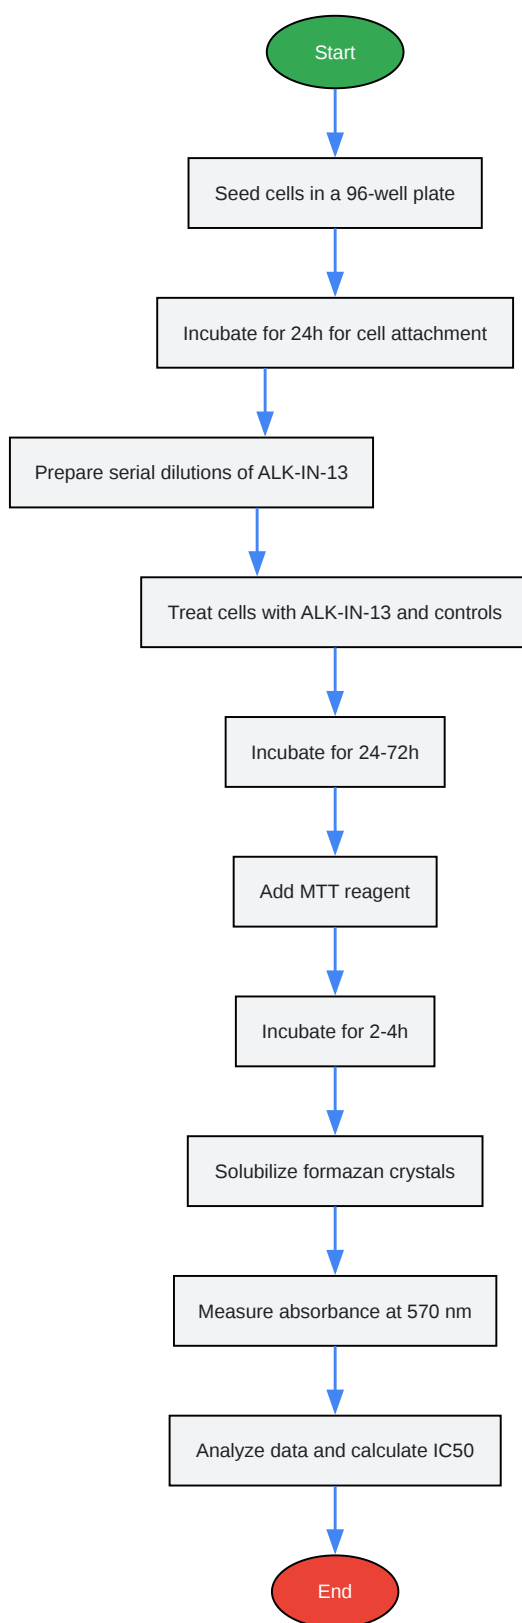 Start
Seed cells in a 96-well plate
Incubate for 24h for cell attachment
Prepare serial dilutions of ALK-IN-13
Treat cells with ALK-IN-13 and controls
Incubate for 24-72h
Add MTT reagent
Incubate for 2-4h
Solubilize formazan crystals
Measure absorbance at 570 nm
Analyze data and calculate IC50
End